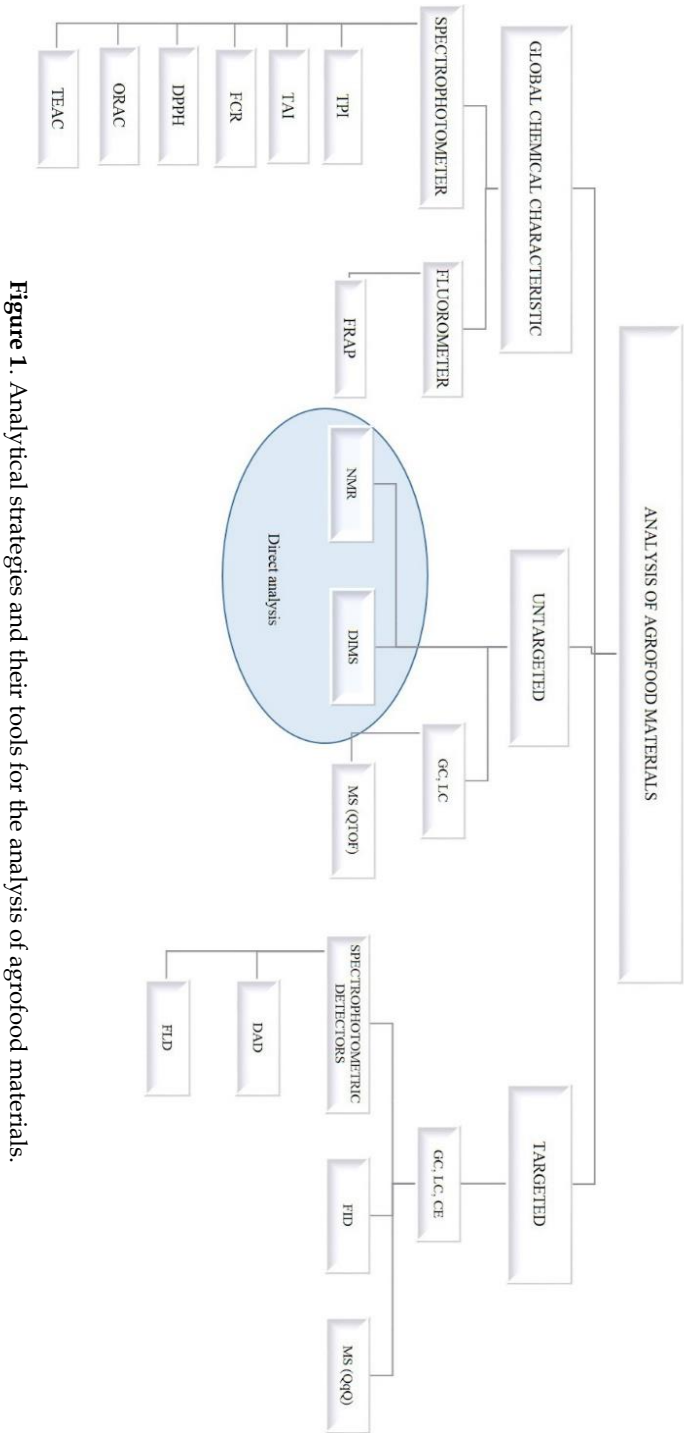 ANALYSIS OF AGROFOOD MATERIALS
GLOBAL CHEMICAL CHARACTERISTIC
UNTARGETED
TARGETED
SPECTROPHOTOMETER
FLUOROMETER
GC, LC
GC, LC, CE
TPI
TAI
FCR
DPPH
ORAC
TEAC
FRAP
NMR
DIMS
Direct analysis
MS (QTOF)
SPECTROPHOTOMETRIC
DETECTORS
DAD
FLD
FID
MS (QqQ)
Figure 1. Analytical strategies and their tools for the analysis of agrofood materials.